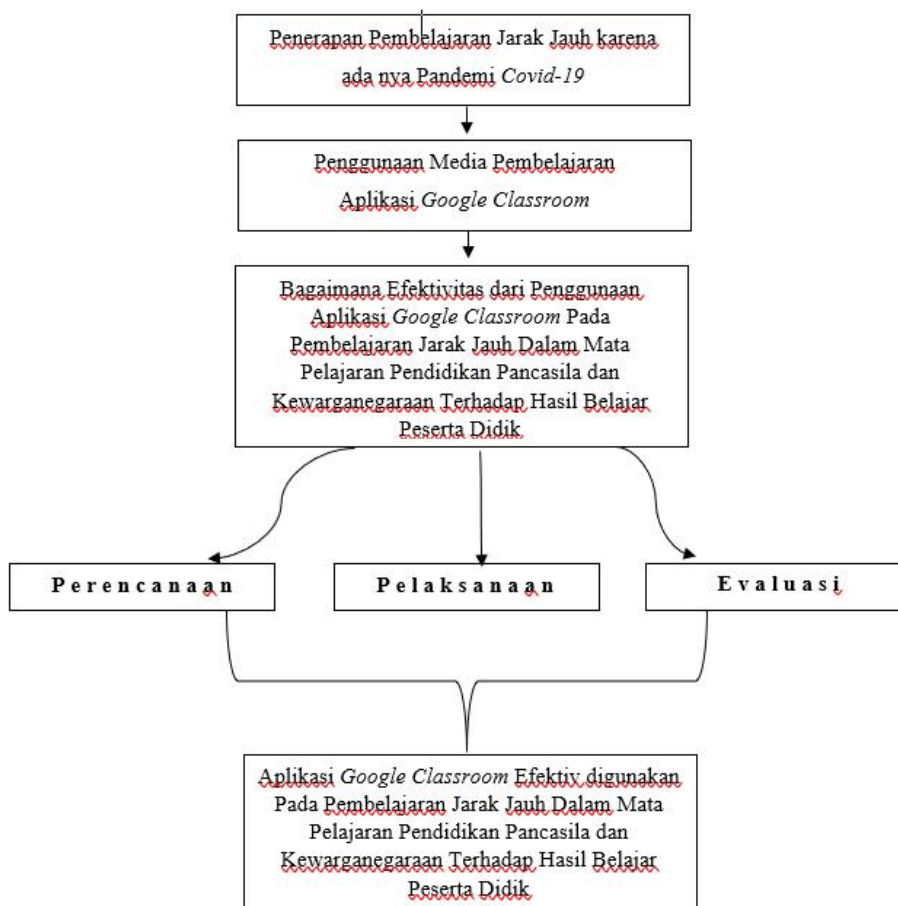 Penerapan Pembelajaran Jarak Jauh karena
ada nya Pandemi Covid-19
Penggunaan Media Pembelajaran
Aplikasi Google Classroom
Bagaimana Efektivitas dari Penggunaan
Aplikasi Google Classroom Pada
Pembelajaran Jarak Jauh Dalam Mata
Pelajaran Pendidikan Pancasila dan
Kewarganegaraan Terhadap Hasil Belajar
Peserta Didik
Perencanaan
Pelaksanaan
Evaluasi
Aplikasi Google Classroom Efektiv digunakan
Pada Pembelajaran Jarak Jauh Dalam Mata
Pelajaran Pendidikan Pancasila dan
Kewarganegaraan Terhadap Hasil Belajar
Peserta Didik